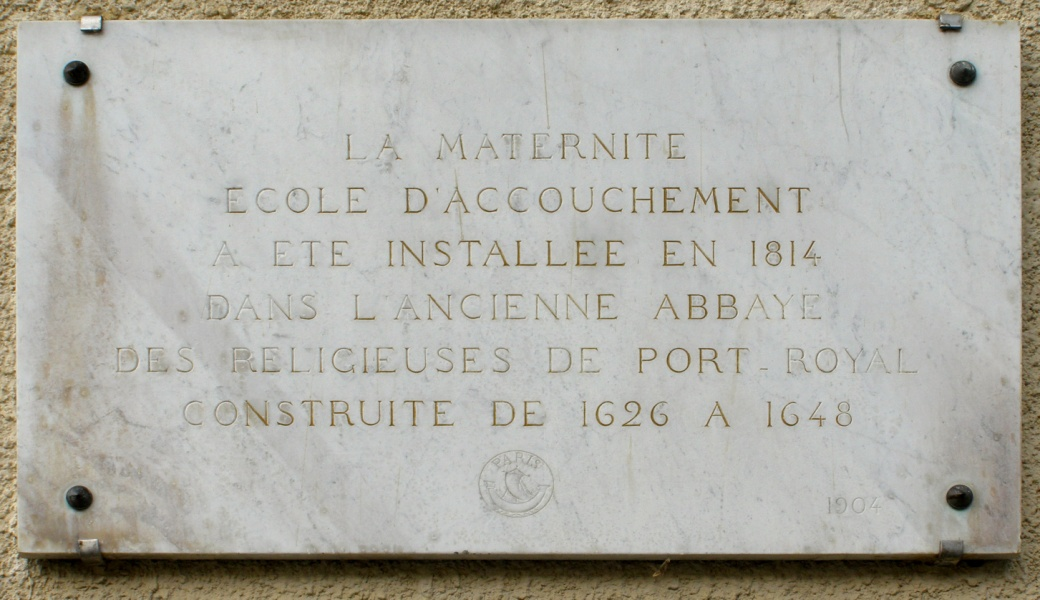 LA MATERNITE
ECOLE D'ACCOUCHEMENT
A ETE INSTALLEE EN 1814
DANS L'ANCIENNE ABBAYE
DES RELIGIEUSES DE PORT-ROYAL
CONSTRUITE DE 1626 A 1648
PARIS
1904